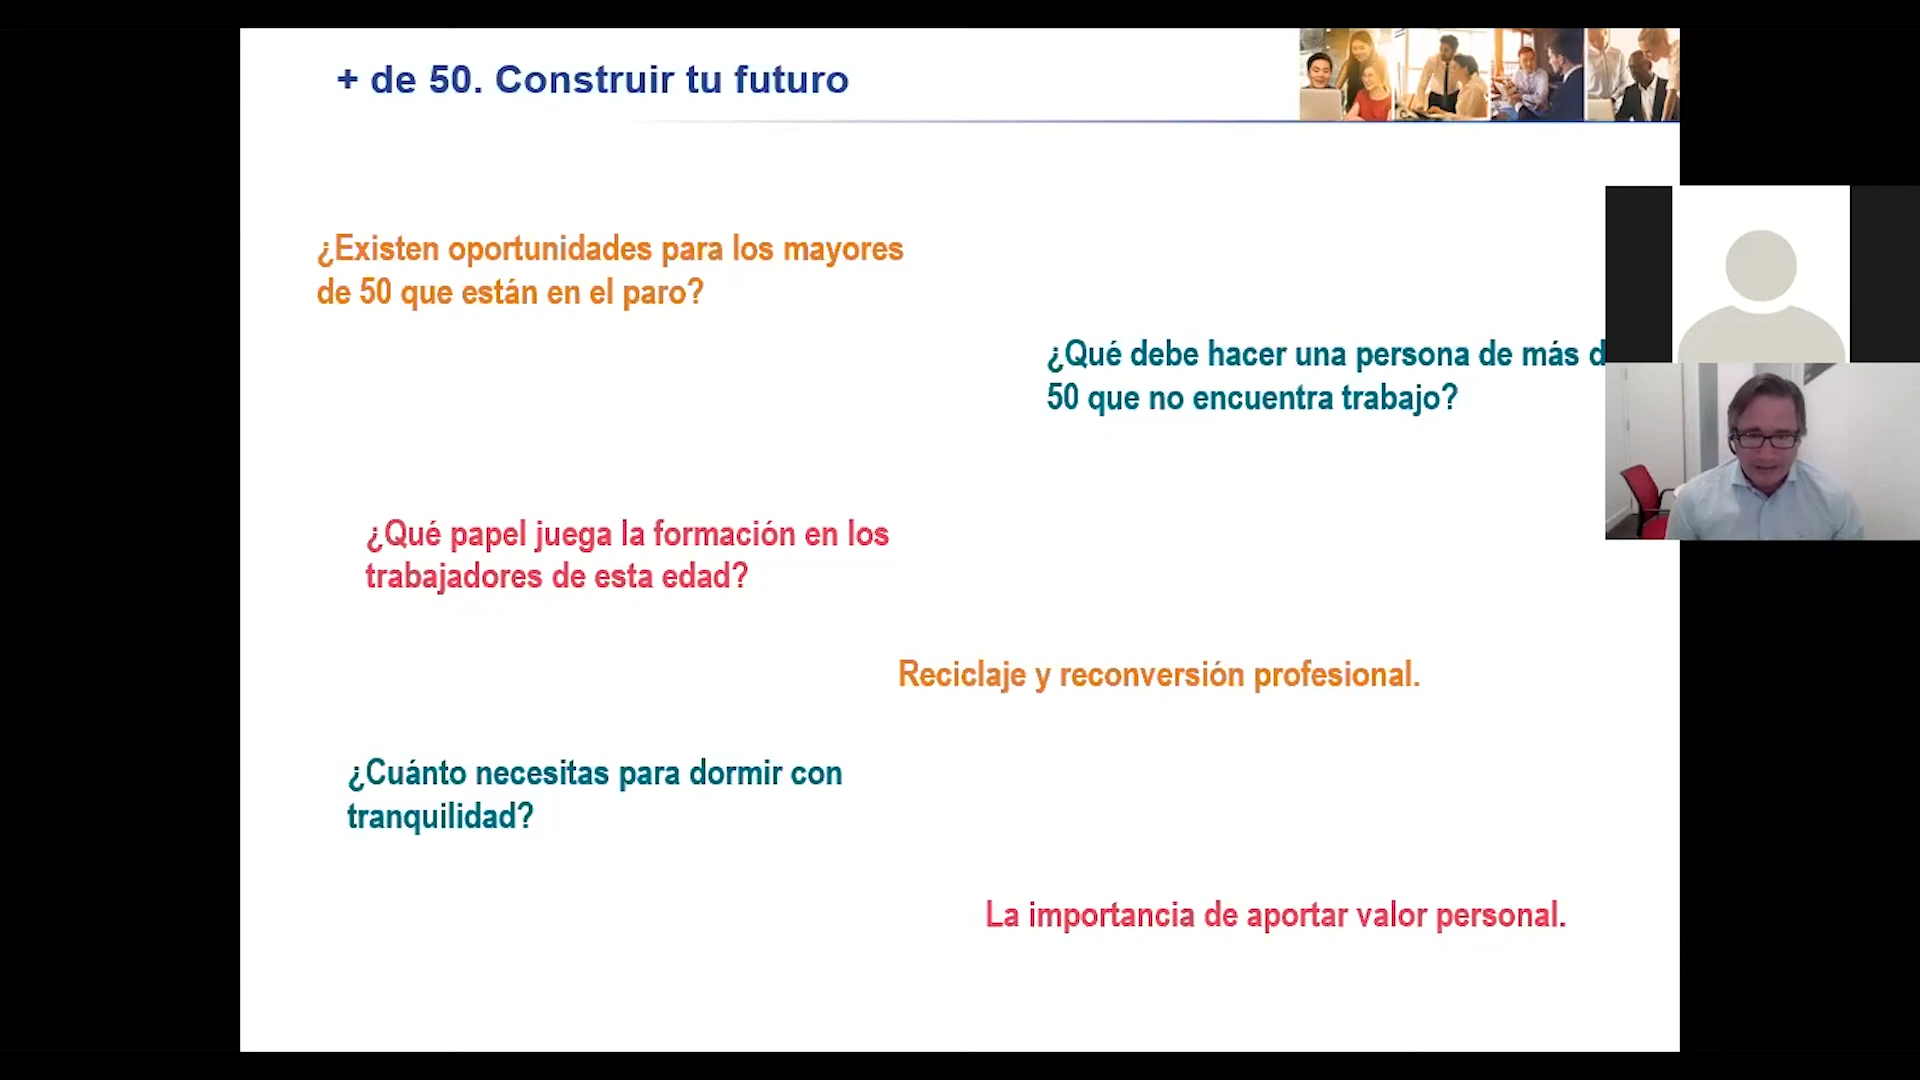 + de 50. Construir tu futuro
¿Existen oportunidades para los mayores
de 50 que están en el paro?
¿Qué debe hacer una persona de más d
50 que no encuentra trabajo?
¿Qué papel juega la formación en los
trabajadores de esta edad?
Reciclaje y reconversión profesional.
¿Cuánto necesitas para dormir con
tranquilidad?
La importancia de aportar valor personal.